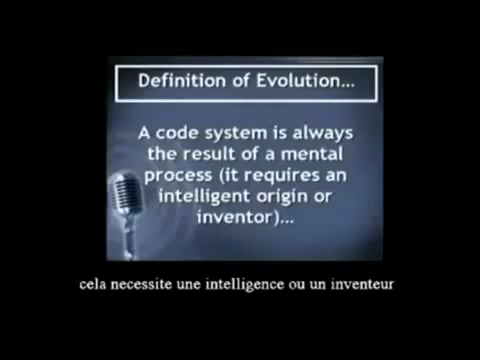 Definition of Evolution...
A code system is always
the result of a mental
process (it requires an
intelligent origin or
inventor)...
cela necessite une intelligence ou un inventeur